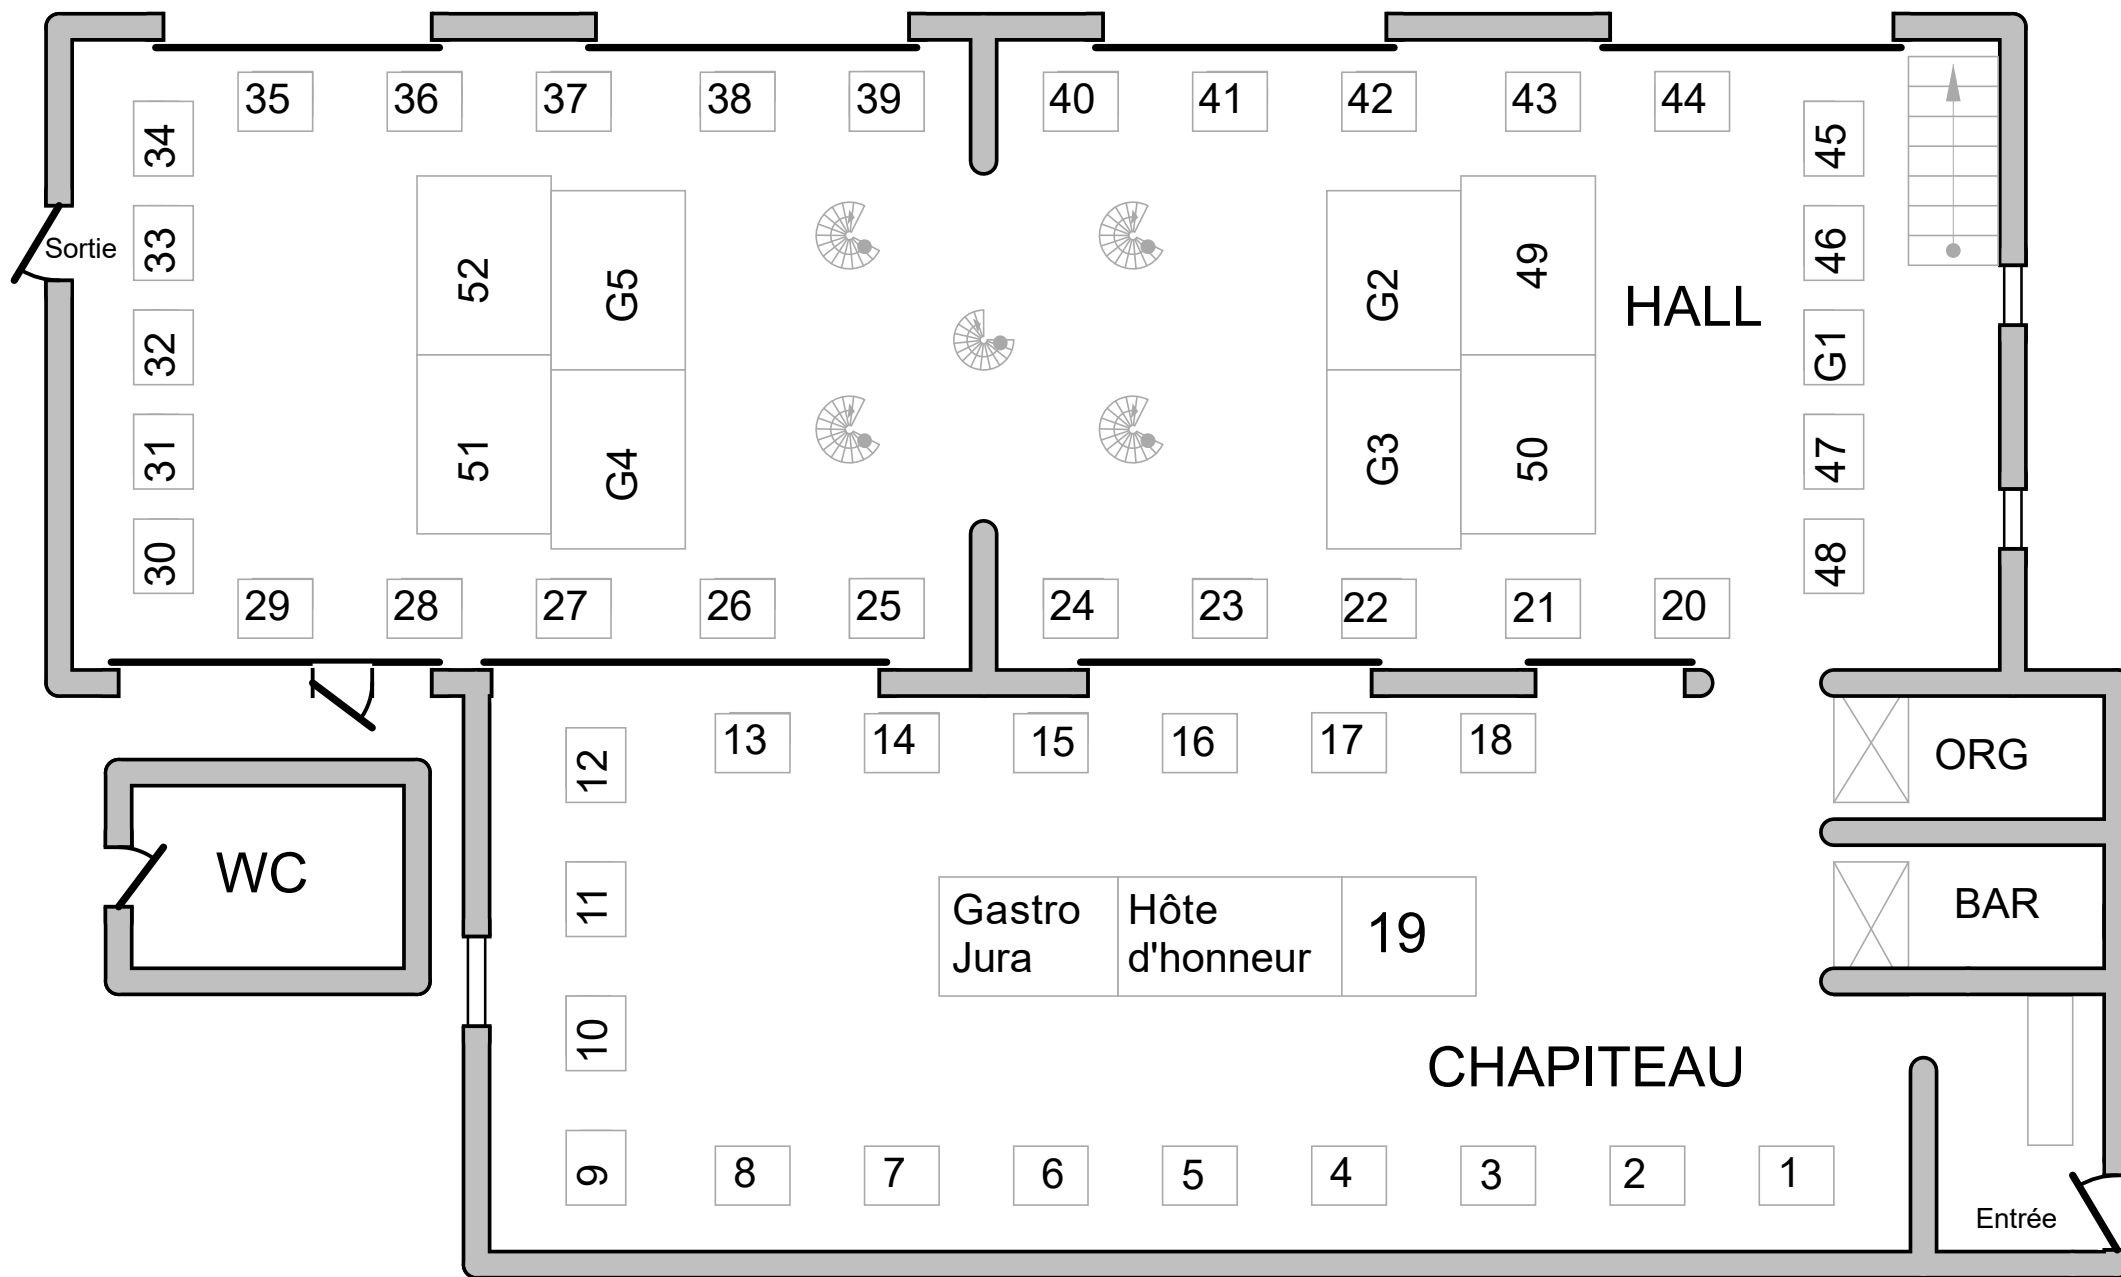 35 36 37 38 39 40 41 42 43 44
34 45
Sortie 33 46
52 G5 G2 49 HALL
32 G1
51 G4 G3 50
31 47
30 48
29 28 27 26 25 24 23 22 21 20
12 13 14 15 16 17 18 ORG
WC 11 BAR
Gastro Hôte 19
Jura d'honneur
10 CHAPITEAU
9 8 7 6 5 4 3 2 1
Entrée